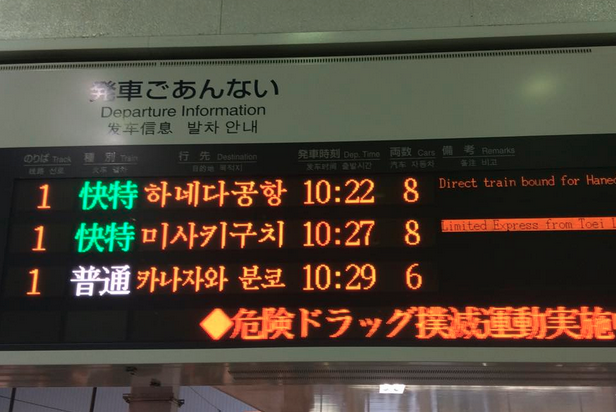 発車ごあんない
Departure Information
发车信息 발차 안내
のりば Track 種別 Train 行先 Destination 発車時刻 Dep. Time 両数 Cars 備考 Remarks
1 快特 하네다공항 10:22 8 Direct train bound for Hane
1 快特 미사키구치 10:27 8 Limited Express from Toei
1 普通 카나자와 분코 10:29 6
◆危険ドラッグ撲滅運動実施